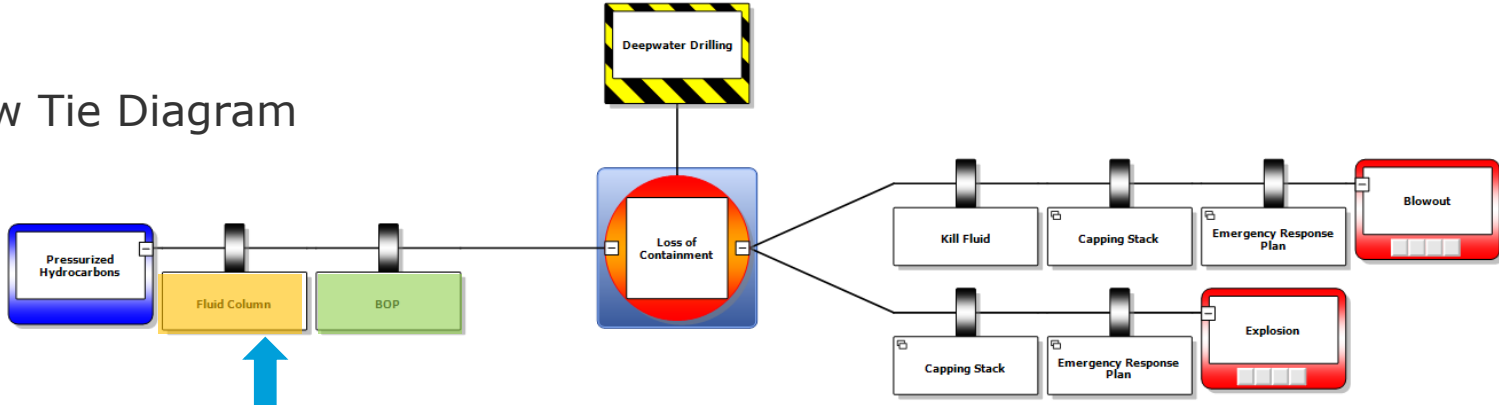 w Tie Diagram
Deepwater Drilling
Pressurized
Hydrocarbons
Fluid Column
BOP
Loss of
Containment
Kill Fluid
Capping Stack
Emergency Response
Plan
Blowout
Capping Stack
Emergency Response
Plan
Explosion